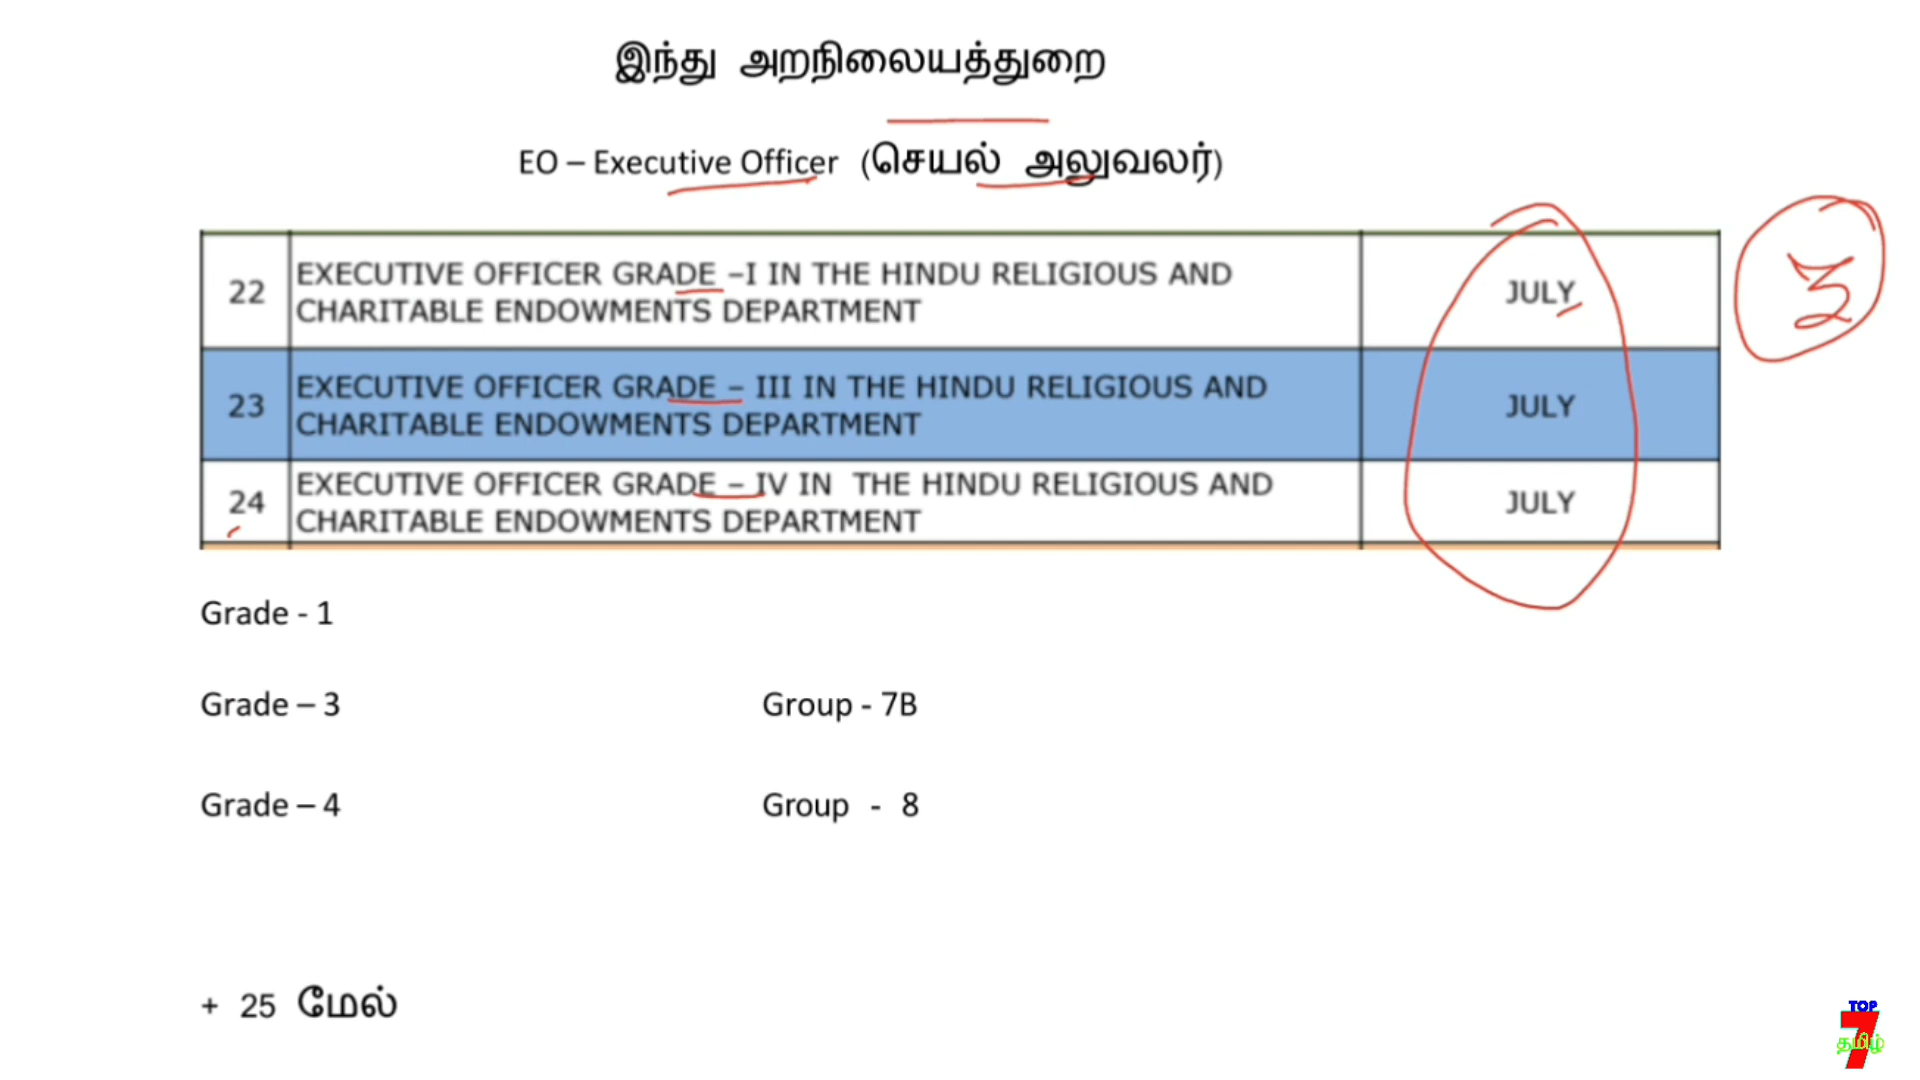 இந்து அறநிலையத்துறை
EO – Executive Officer (செயல் அலுவலர்)
22 EXECUTIVE OFFICER GRADE –I IN THE HINDU RELIGIOUS AND
CHARITABLE ENDOWMENTS DEPARTMENT JULY
23 EXECUTIVE OFFICER GRADE – III IN THE HINDU RELIGIOUS AND
CHARITABLE ENDOWMENTS DEPARTMENT JULY
24 EXECUTIVE OFFICER GRADE – IV IN THE HINDU RELIGIOUS AND
CHARITABLE ENDOWMENTS DEPARTMENT JULY
3
Grade - 1
Grade – 3 Group - 7B
Grade – 4 Group - 8
+ 25 மேல்
TOP
7
தமிழ்